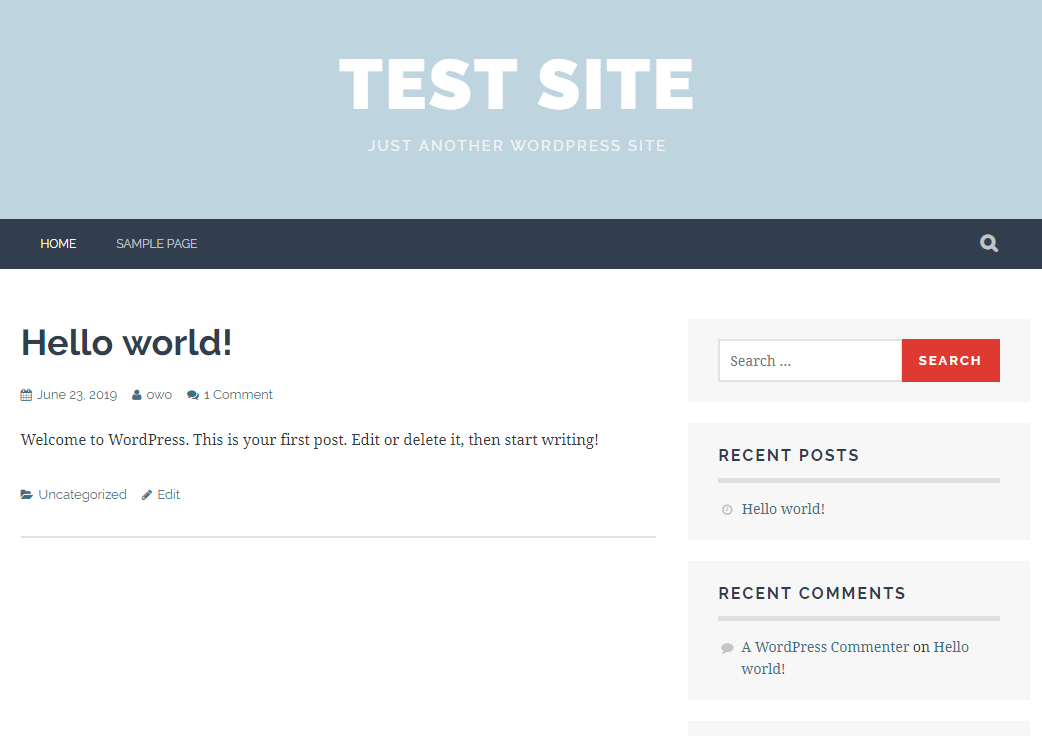 TEST SITE
JUST ANOTHER WORDPRESS SITE
HOME SAMPLE PAGE
Hello world!
June 23, 2019 owo 1 Comment
Welcome to WordPress. This is your first post. Edit or delete it, then start writing!
Uncategorized Edit
Search ... SEARCH
RECENT POSTS
Hello world!
RECENT COMMENTS
A WordPress Commenter on Hello
world!